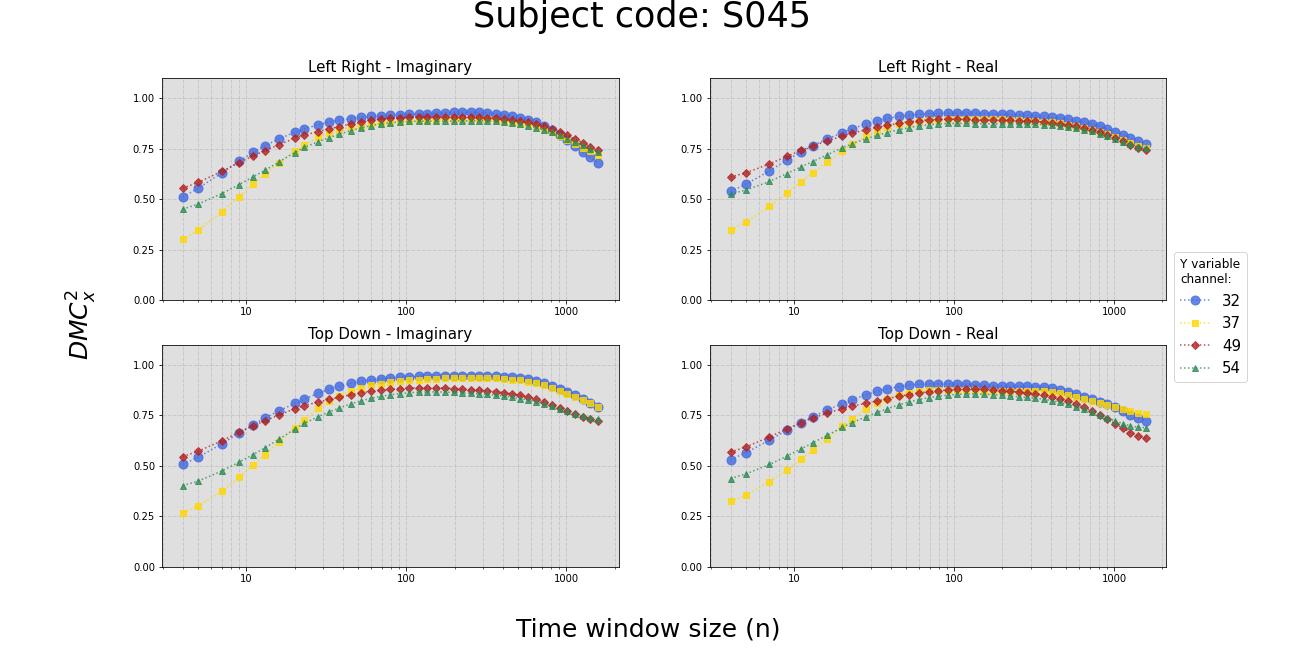 Subject code: S045
Left Right - Imaginary
1.00
0.75
0.50
0.25
0.00
10 100 1000
Left Right - Real
1.00
0.75
0.50
0.25
0.00
10 100 1000
Top Down - Imaginary
1.00
0.75
0.50
0.25
0.00
10 100 1000
Top Down - Real
1.00
0.75
0.50
0.25
0.00
10 100 1000
Y variable
channel:
32
37
49
54
DMC²ₓ
Time window size (n)